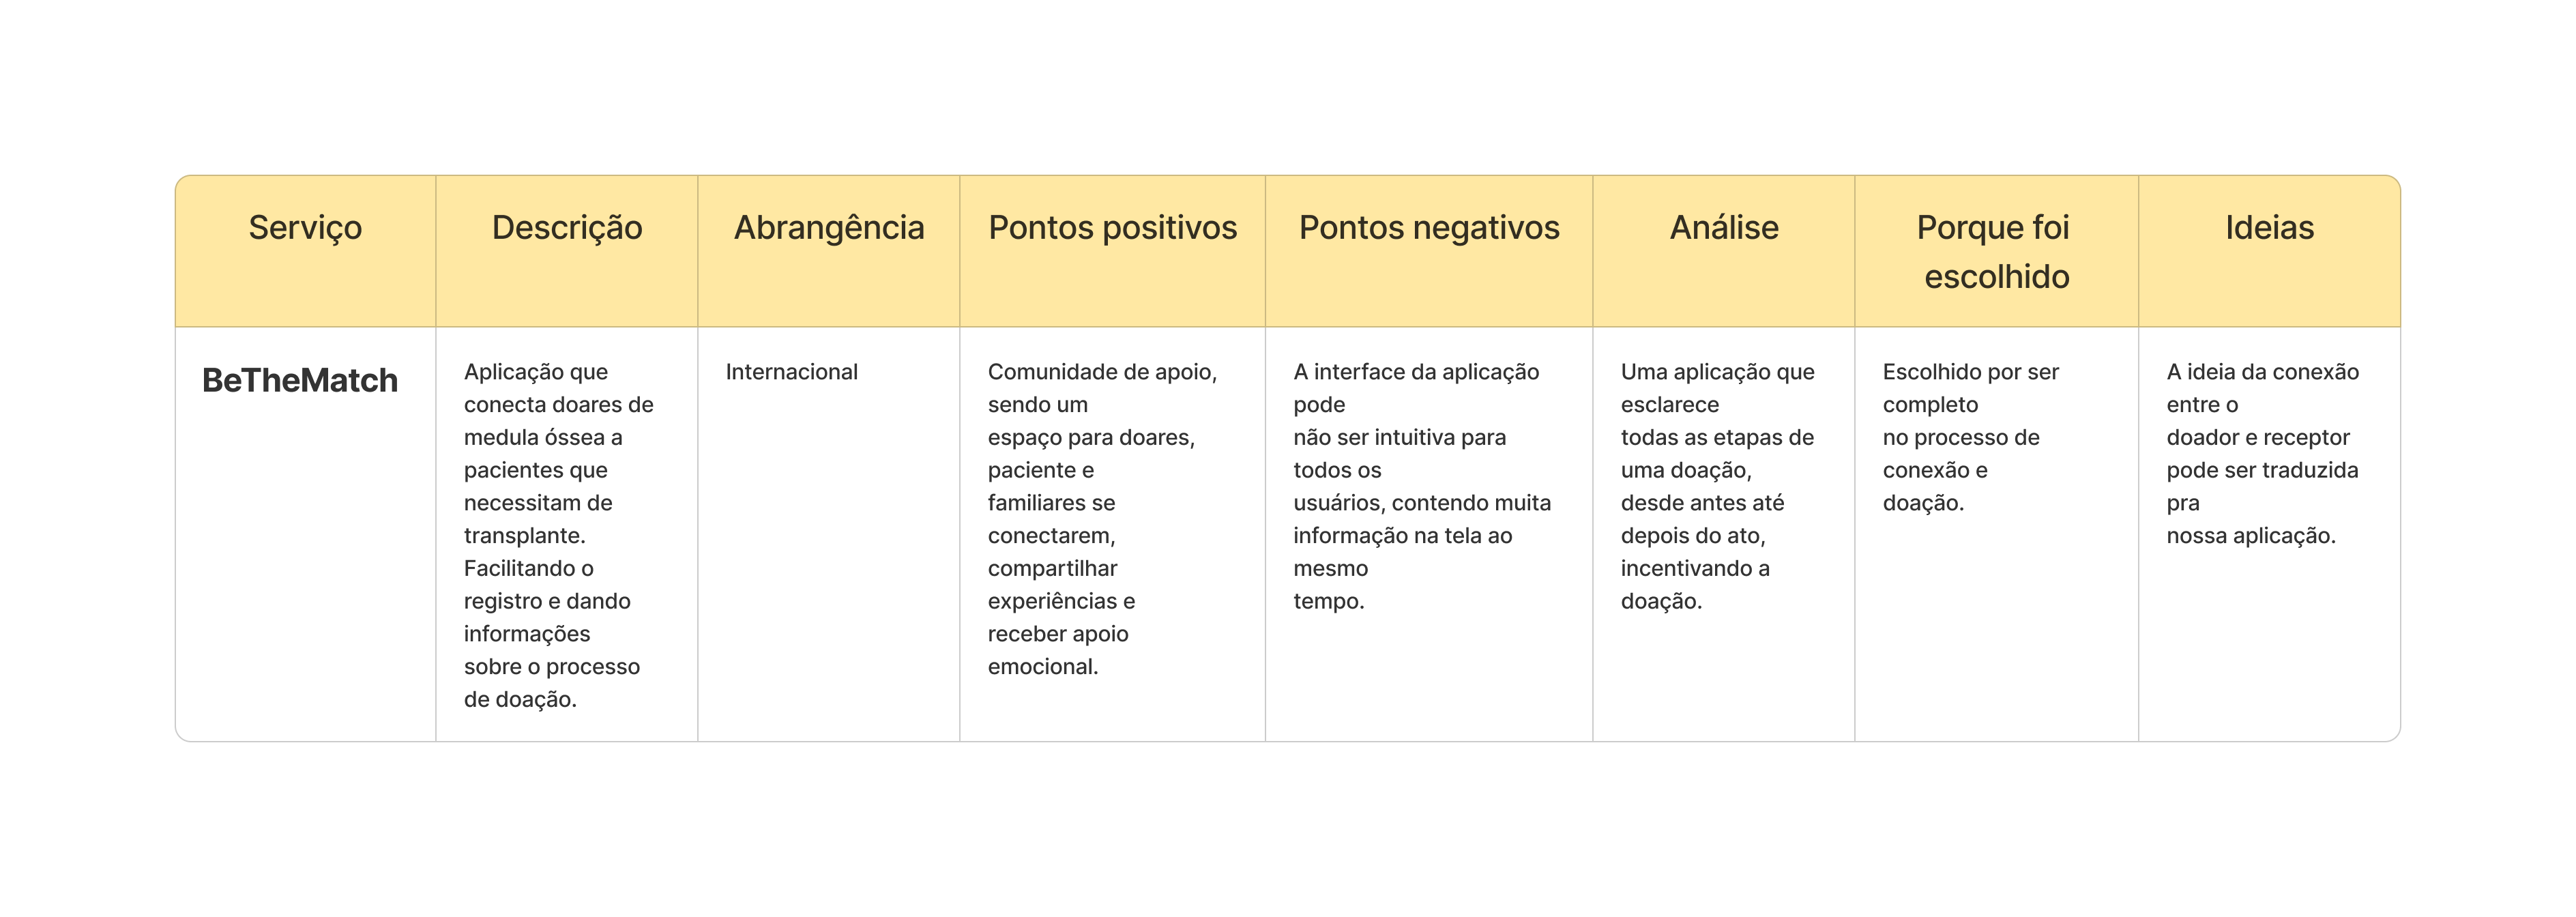 Serviço
Descrição
Abrangência
Pontos positivos
Pontos negativos
Análise
Porque foi
escolhido
Ideias
BeTheMatch
Aplicação que
conecta doares de
medula óssea a
pacientes que
necessitam de
transplante.
Facilitando o
registro e dando
informações
sobre o processo
de doação.
Internacional
Comunidade de apoio,
sendo um
espaço para doares,
paciente e
familiares se
conectarem,
compartilhar
experiências e
receber apoio
emocional.
A interface da aplicação
pode
não ser intuitiva para
todos os
usuários, contendo muita
informação na tela ao
mesmo
tempo.
Uma aplicação que
esclarece
todas as etapas de
uma doação,
desde antes até
depois do ato,
incentivando a
doação.
Escolhido por ser
completo
no processo de
conexão e
doação.
A ideia da conexão
entre o
doador e receptor
pode ser traduzida
pra
nossa aplicação.